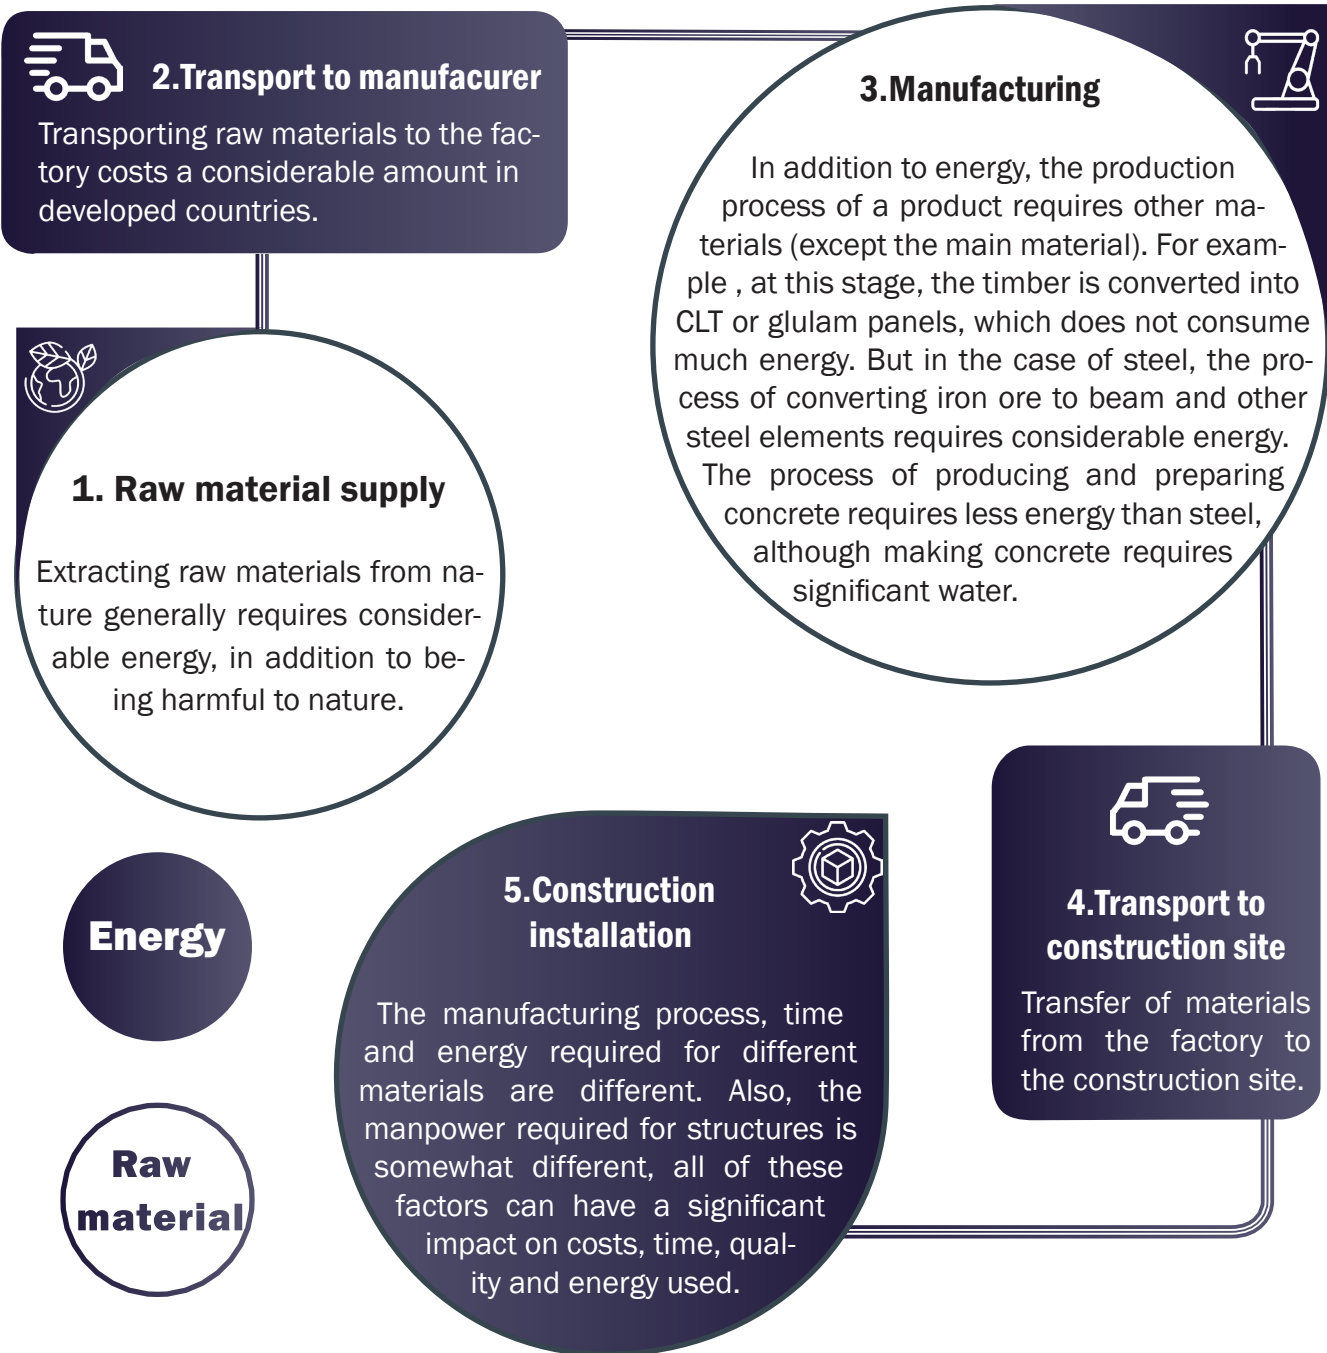 2.Transport to manufacurer
Transporting raw materials to the fac-
tory costs a considerable amount in
developed countries.
3.Manufacturing
In addition to energy, the production
process of a product requires other ma-
terials (except the main material). For exam-
ple , at this stage, the timber is converted into
CLT or glulam panels, which does not consume
much energy. But in the case of steel, the pro-
cess of converting iron ore to beam and other
steel elements requires considerable energy.
The process of producing and preparing
concrete requires less energy than steel,
although making concrete requires
significant water.
1. Raw material supply
Extracting raw materials from na-
ture generally requires consider-
able energy, in addition to be-
ing harmful to nature.
4.Transport to
construction site
Transfer of materials
from the factory to
the construction site.
5.Construction
installation
The manufacturing process, time
and energy required for different
materials are different. Also, the
manpower required for structures is
somewhat different, all of these
factors can have a significant
impact on costs, time, qual-
ity and energy used.
Energy
Raw
material